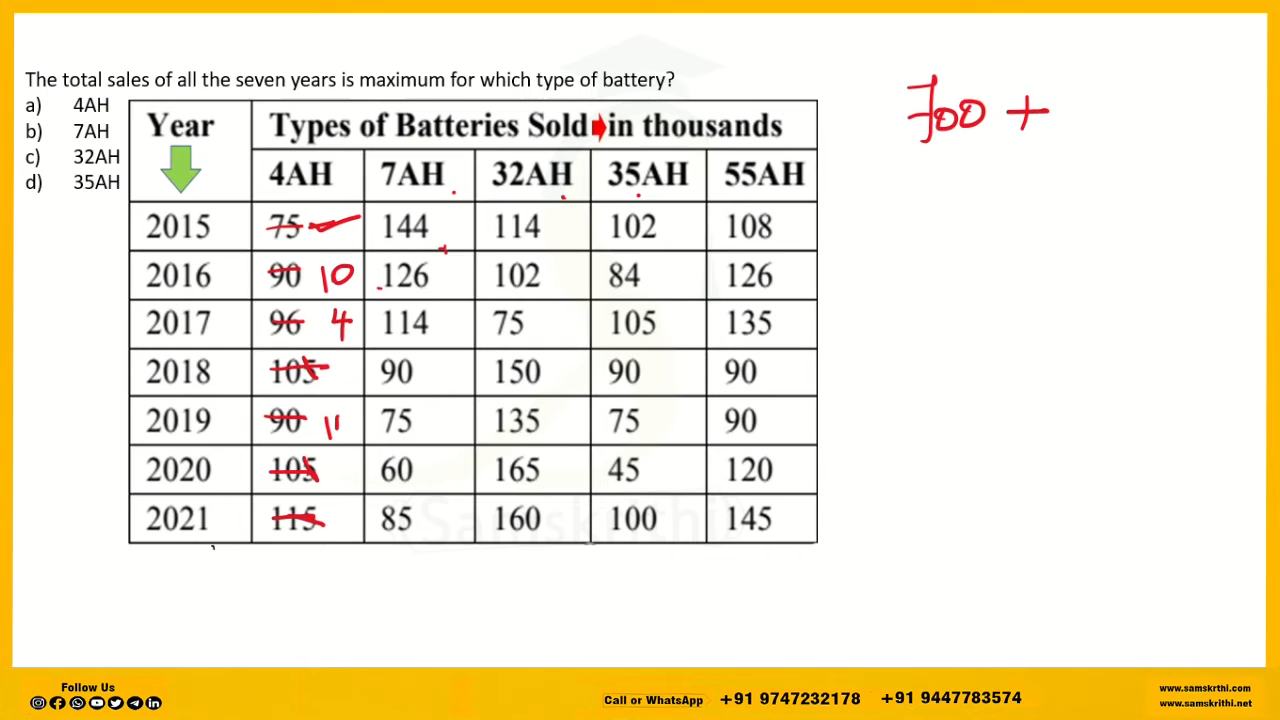 The total sales of all the seven years is maximum for which type of battery?
a) 4AH
b) 7AH
c) 32AH
d) 35AH
700 +
Year Types of Batteries Sold in thousands
4AH 7AH 32AH 35AH 55AH
2015 75 144 114 102 108
2016 90 10 126 102 84 126
2017 96 4 114 75 105 135
2018 105 90 150 90 90
2019 90 75 135 75 90
2020 105 60 165 45 120
2021 115 85 160 100 145
(Samskrithi)
Follow Us
Call or WhatsApp +91 9747232178 +91 9447783574
www.samskrthi.com
www.samskrithi.net